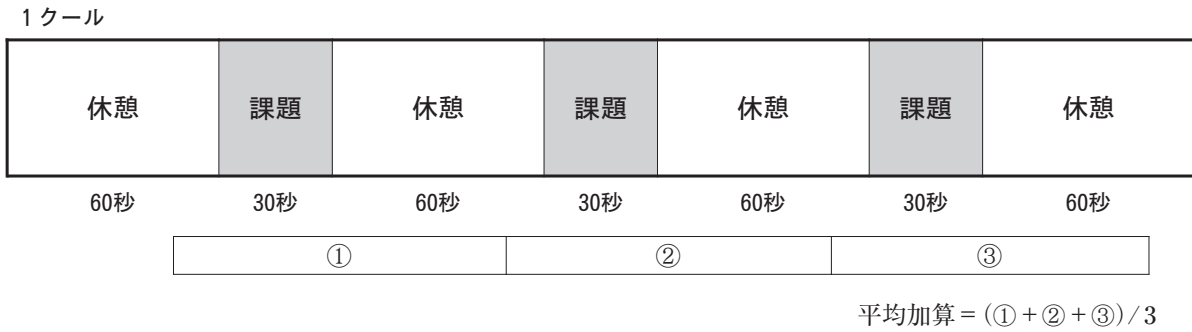 1クール
休憩 課題 休憩 課題 休憩 課題 休憩
60秒 30秒 60秒 30秒 60秒 30秒 60秒
① ② ③
平均加算=(①+②+③)/3